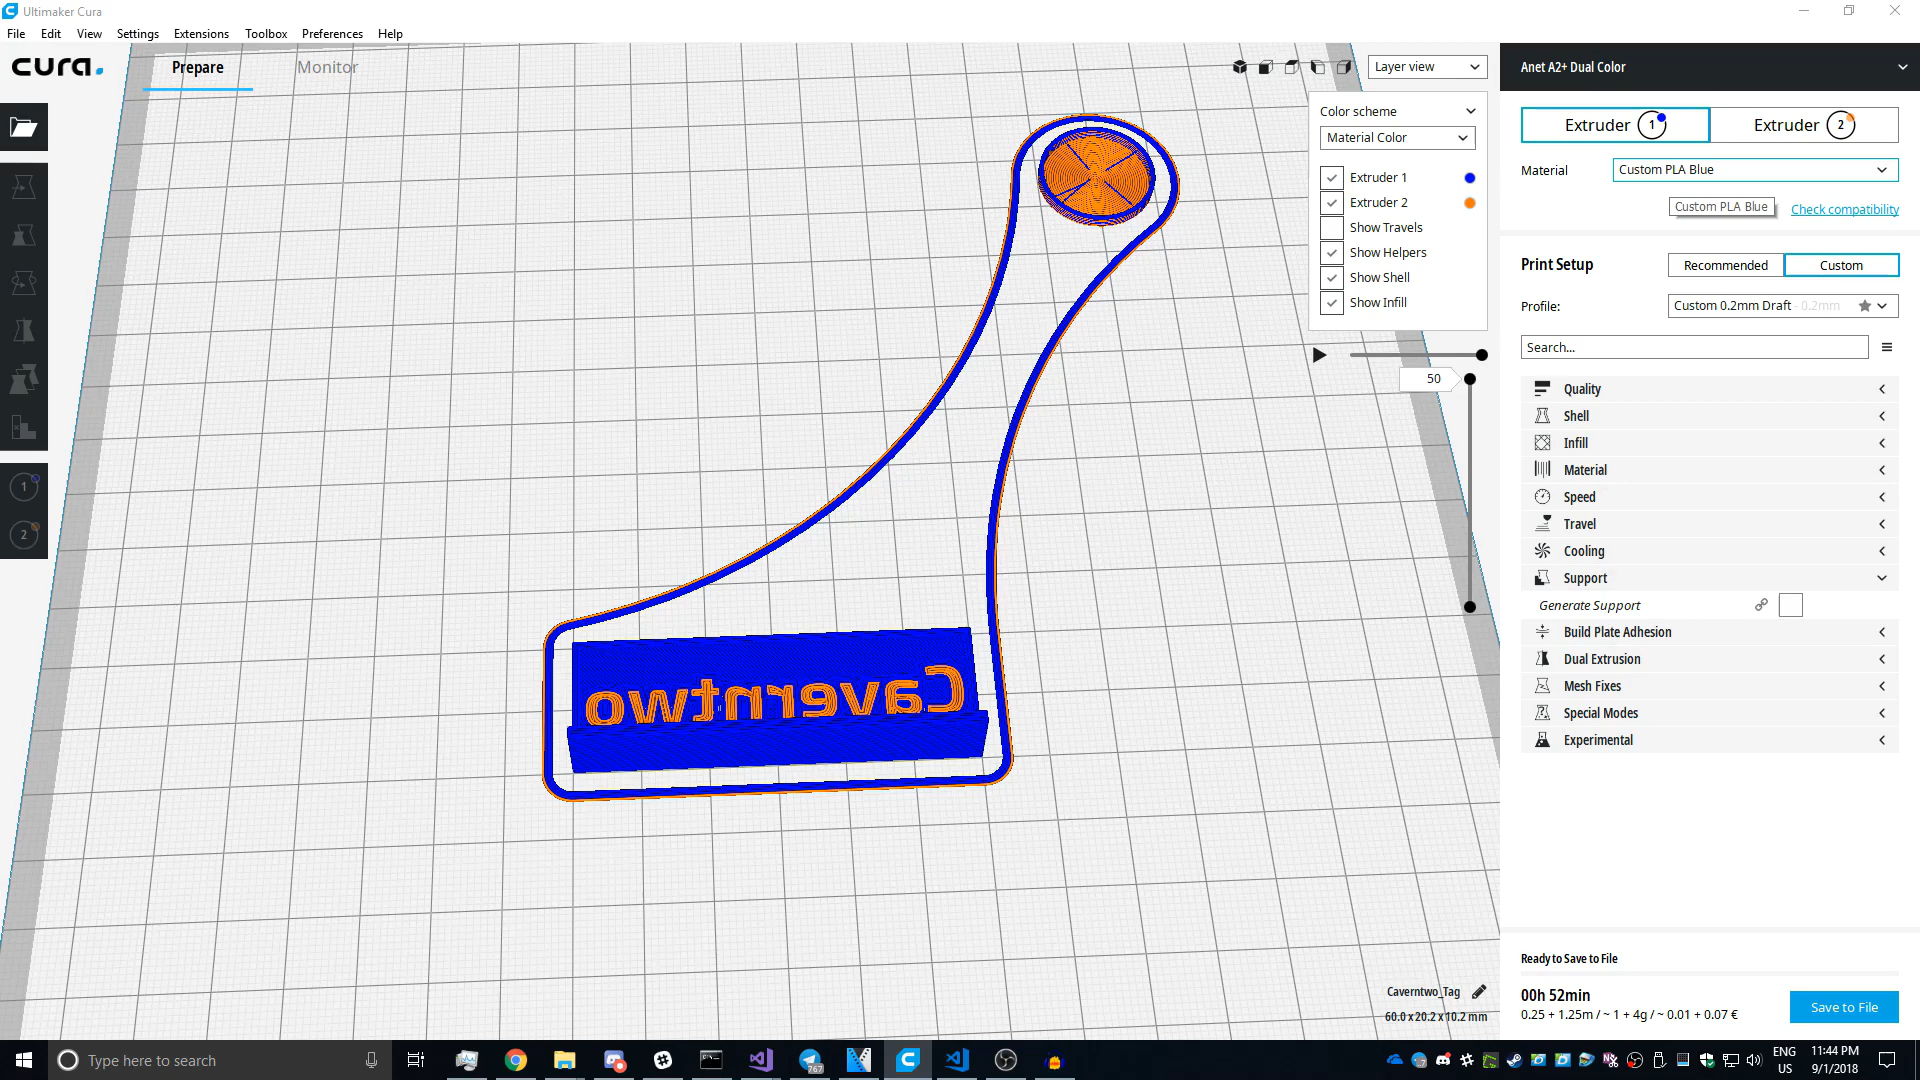 Ultimaker Cura
File Edit View Settings Extensions Toolbox Preferences Help
cura.
Prepare Monitor
Layer view
Color scheme
Material Color
Extruder 1
Extruder 2
Show Travels
Show Helpers
Show Shell
Show Infill
50
1
2
Caverntwo
Caverntwo_Tag
60.0 x 20.2 x 10.2 mm
Anet A2+ Dual Color
Extruder 1 Extruder 2
Material Custom PLA Blue
Custom PLA Blue Check compatibility
Print Setup Recommended Custom
Profile: Custom 0.2mm Draft - 0.2mm
Search...
Quality
Shell
Infill
Material
Speed
Travel
Cooling
Support
Generate Support
Build Plate Adhesion
Dual Extrusion
Mesh Fixes
Special Modes
Experimental
Ready to Save to File
00h 52min
0.25 + 1.25m / ~ 1 + 4g / ~ 0.01 + 0.07 €
Save to File
Type here to search
767
ENG
US
11:44 PM
9/1/2018